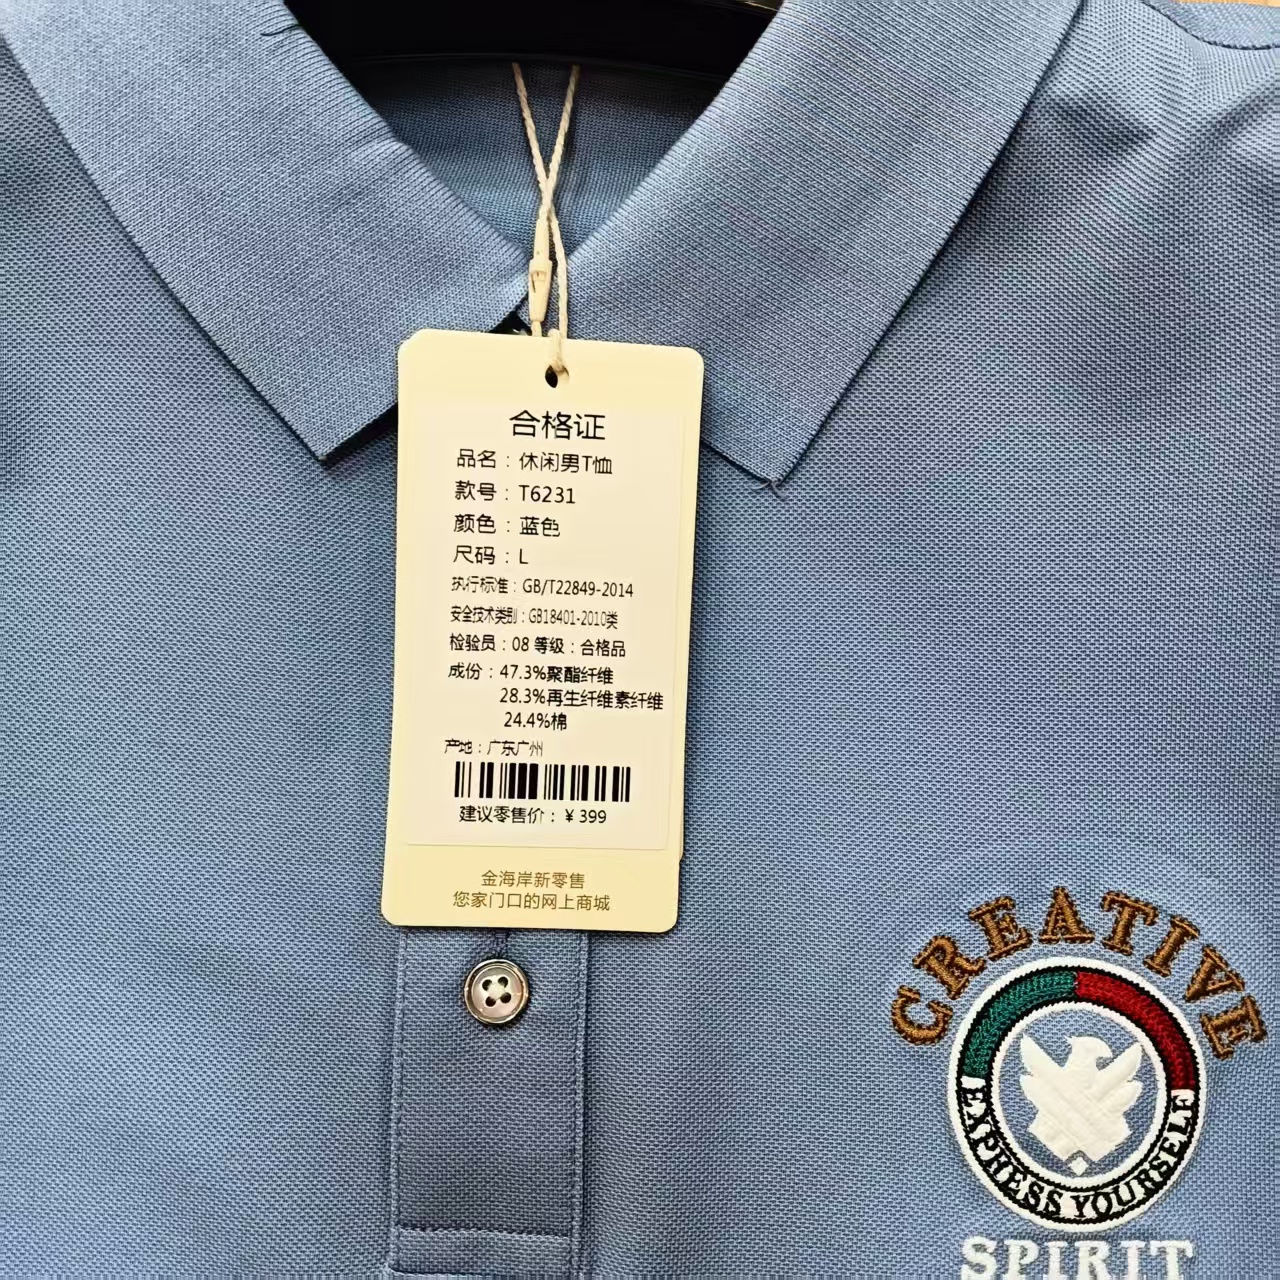 合格证
品名：休闲男T恤
款号：T6231
颜色：蓝色
尺码：L
执行标准：GB/T22849-2014
安全技术类别：GB18401-2010类
检验员：08 等级：合格品
成份：47.3%聚酯纤维
28.3%再生纤维素纤维
24.4%棉
产地：广东广州
建议零售价：¥ 399
金海岸新零售
您家门口的网上商城
CREATIVE
EXPHESS YOURSELF
SPIRIT